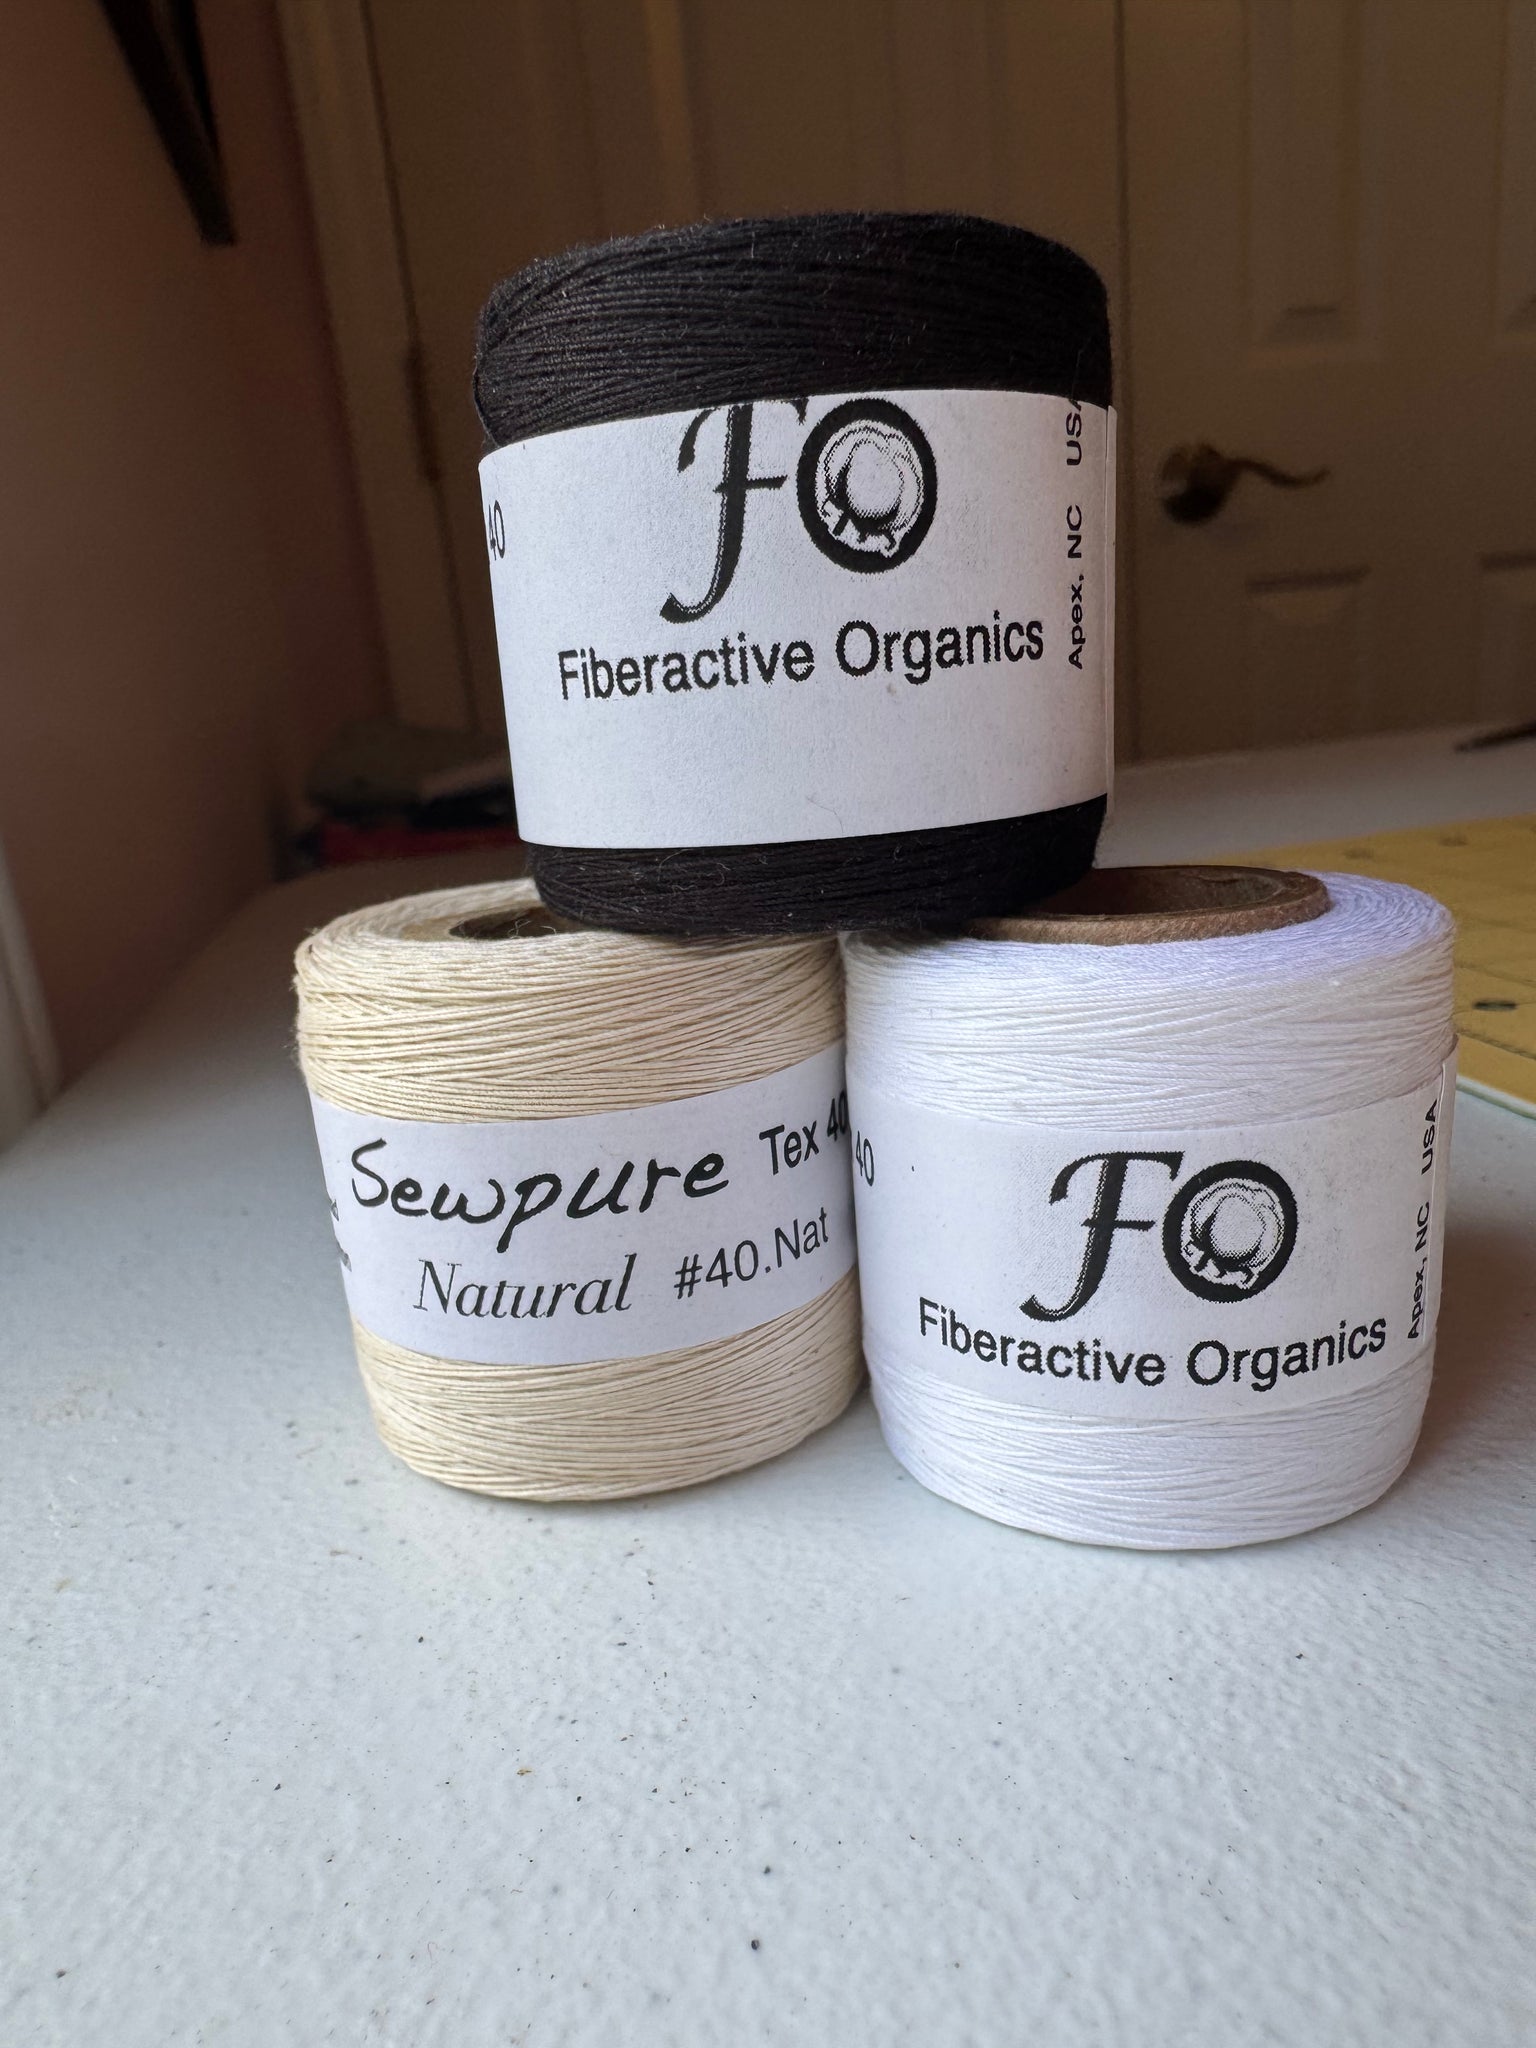 40
FO
Fiberactive Organics
Apex, NC USA
Sewpure Tex 40
Natural #40.Nat
40
FO
Fiberactive Organics
Apex, NC USA